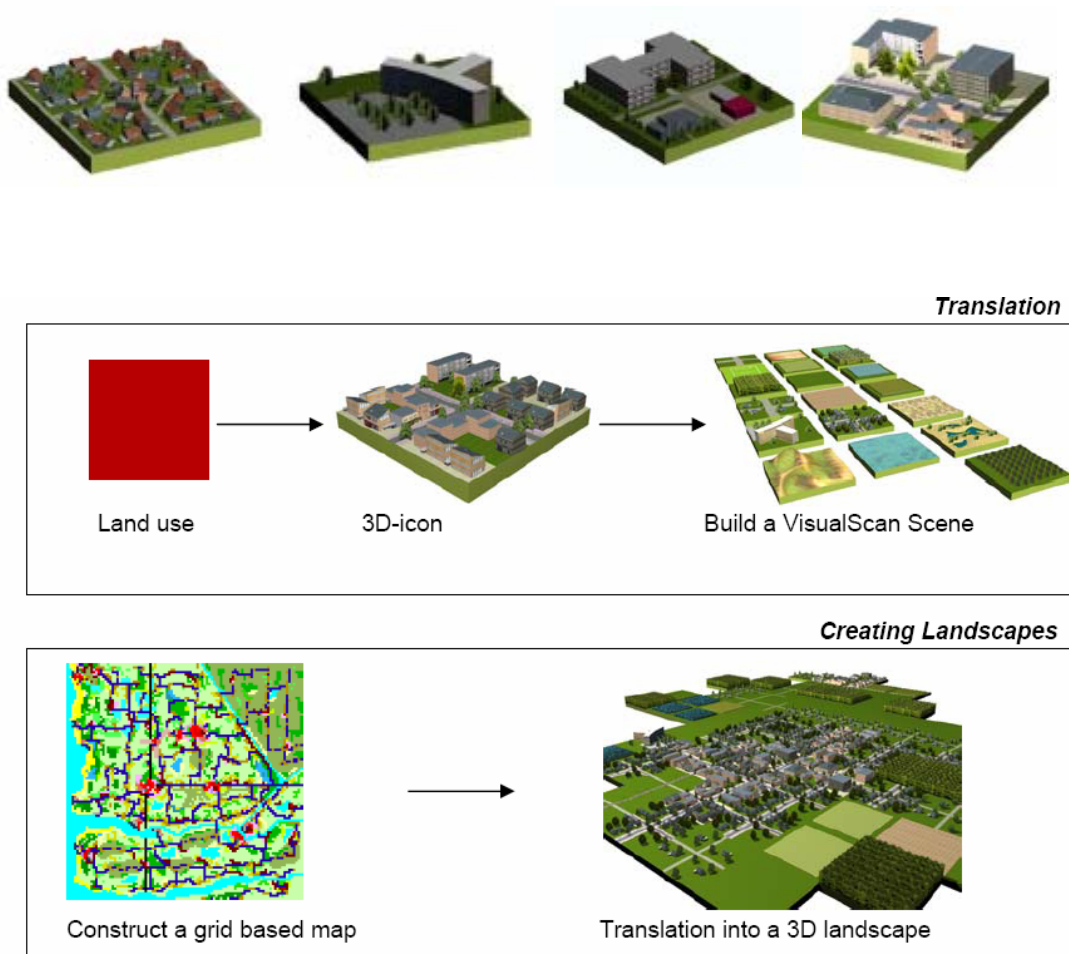 Translation
Land use
3D-icon
Build a VisualScan Scene
Creating Landscapes
Construct a grid based map
Translation into a 3D landscape